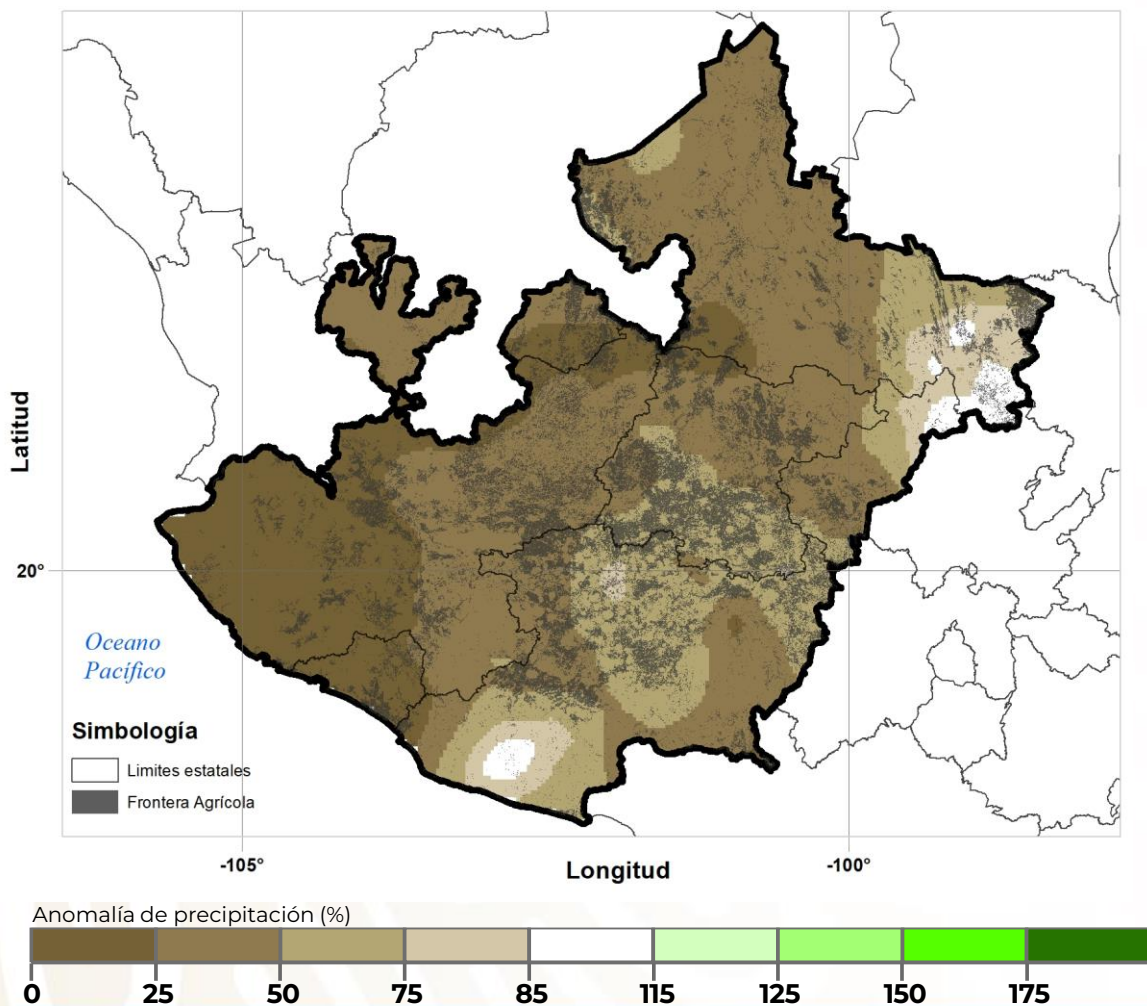 Latitud
20°
Oceano
Pacífico
Simbología
Limites estatales
Frontera Agrícola
-105°
-100°
Longitud
Anomalía de precipitación (%)
0 25 50 75 85 115 125 150 175